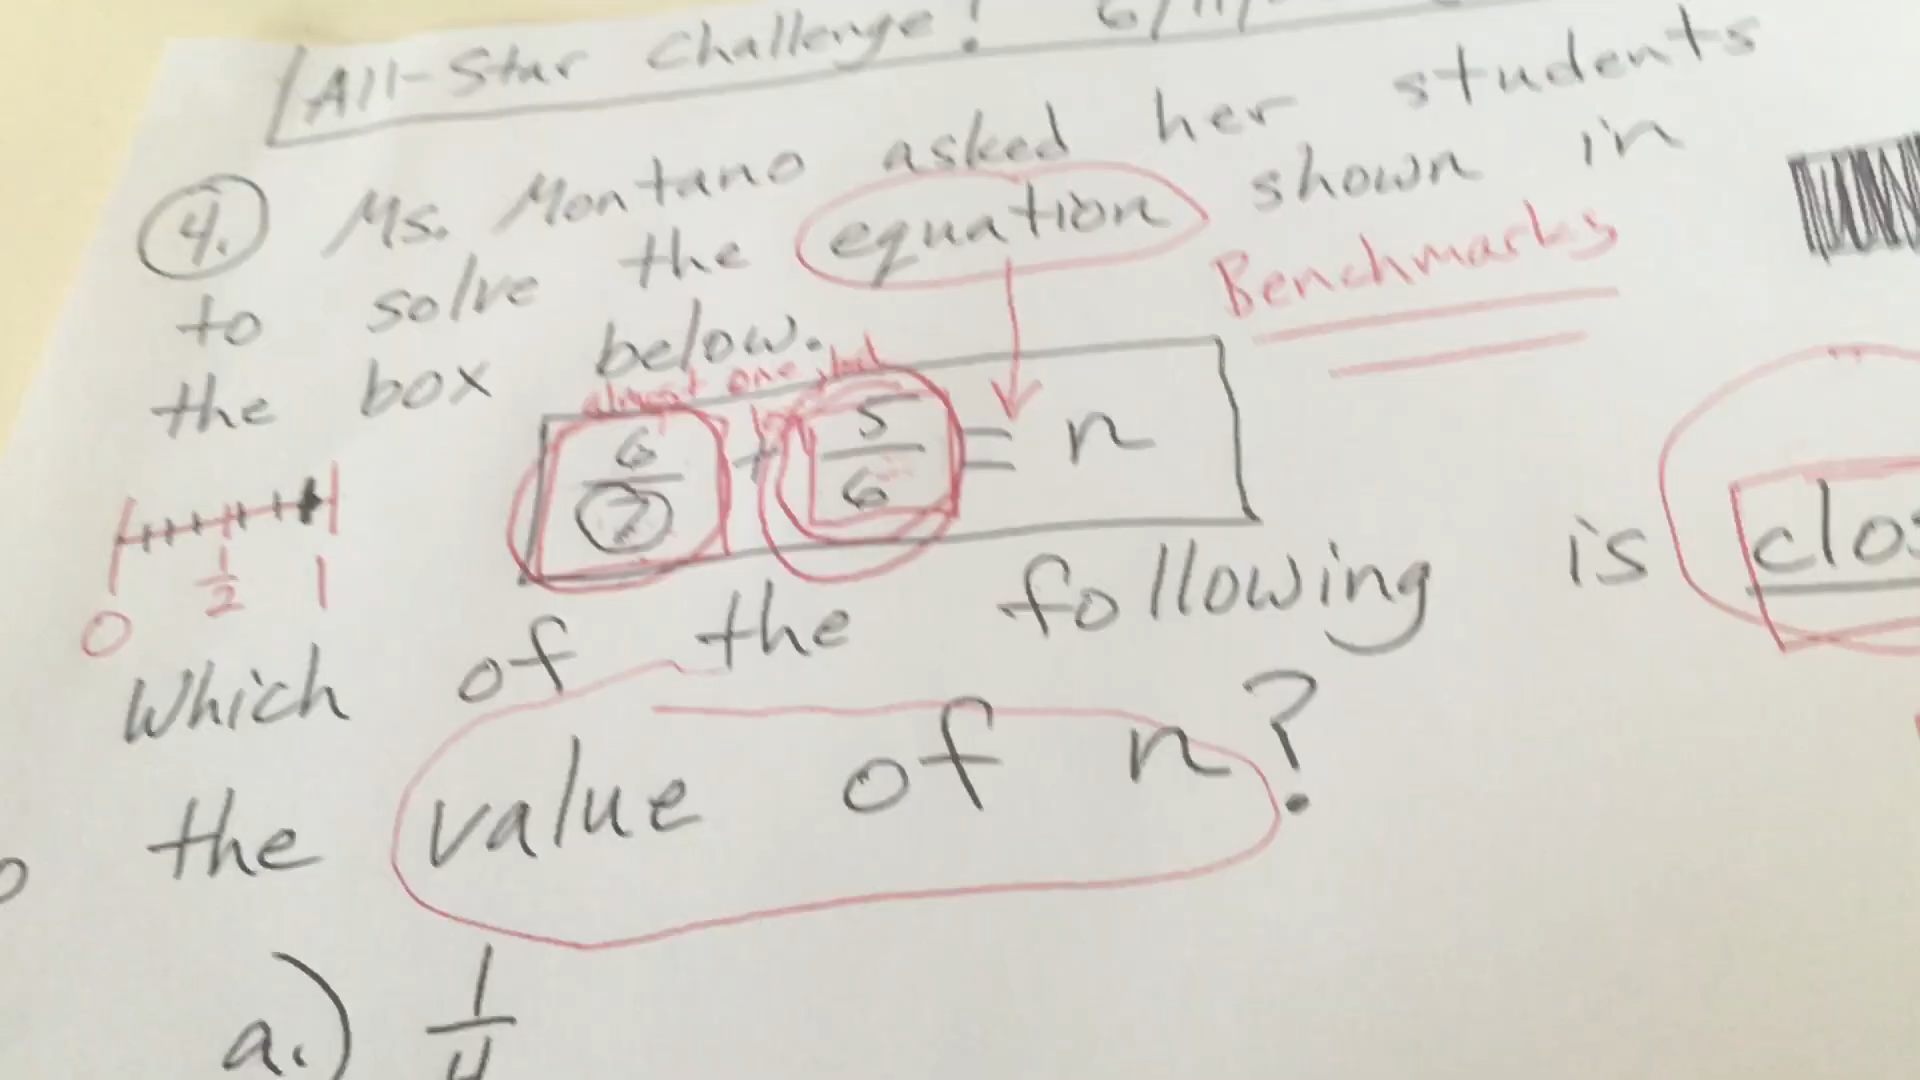 All-Star Challenge!
4. Ms. Montano asked her students
to solve the equation shown in
the box below.
Benchmarks
almost one, but
6/7 + 5/6 = n
0 1/2 1
Which of the following is
the value of n?
a.) 1/4